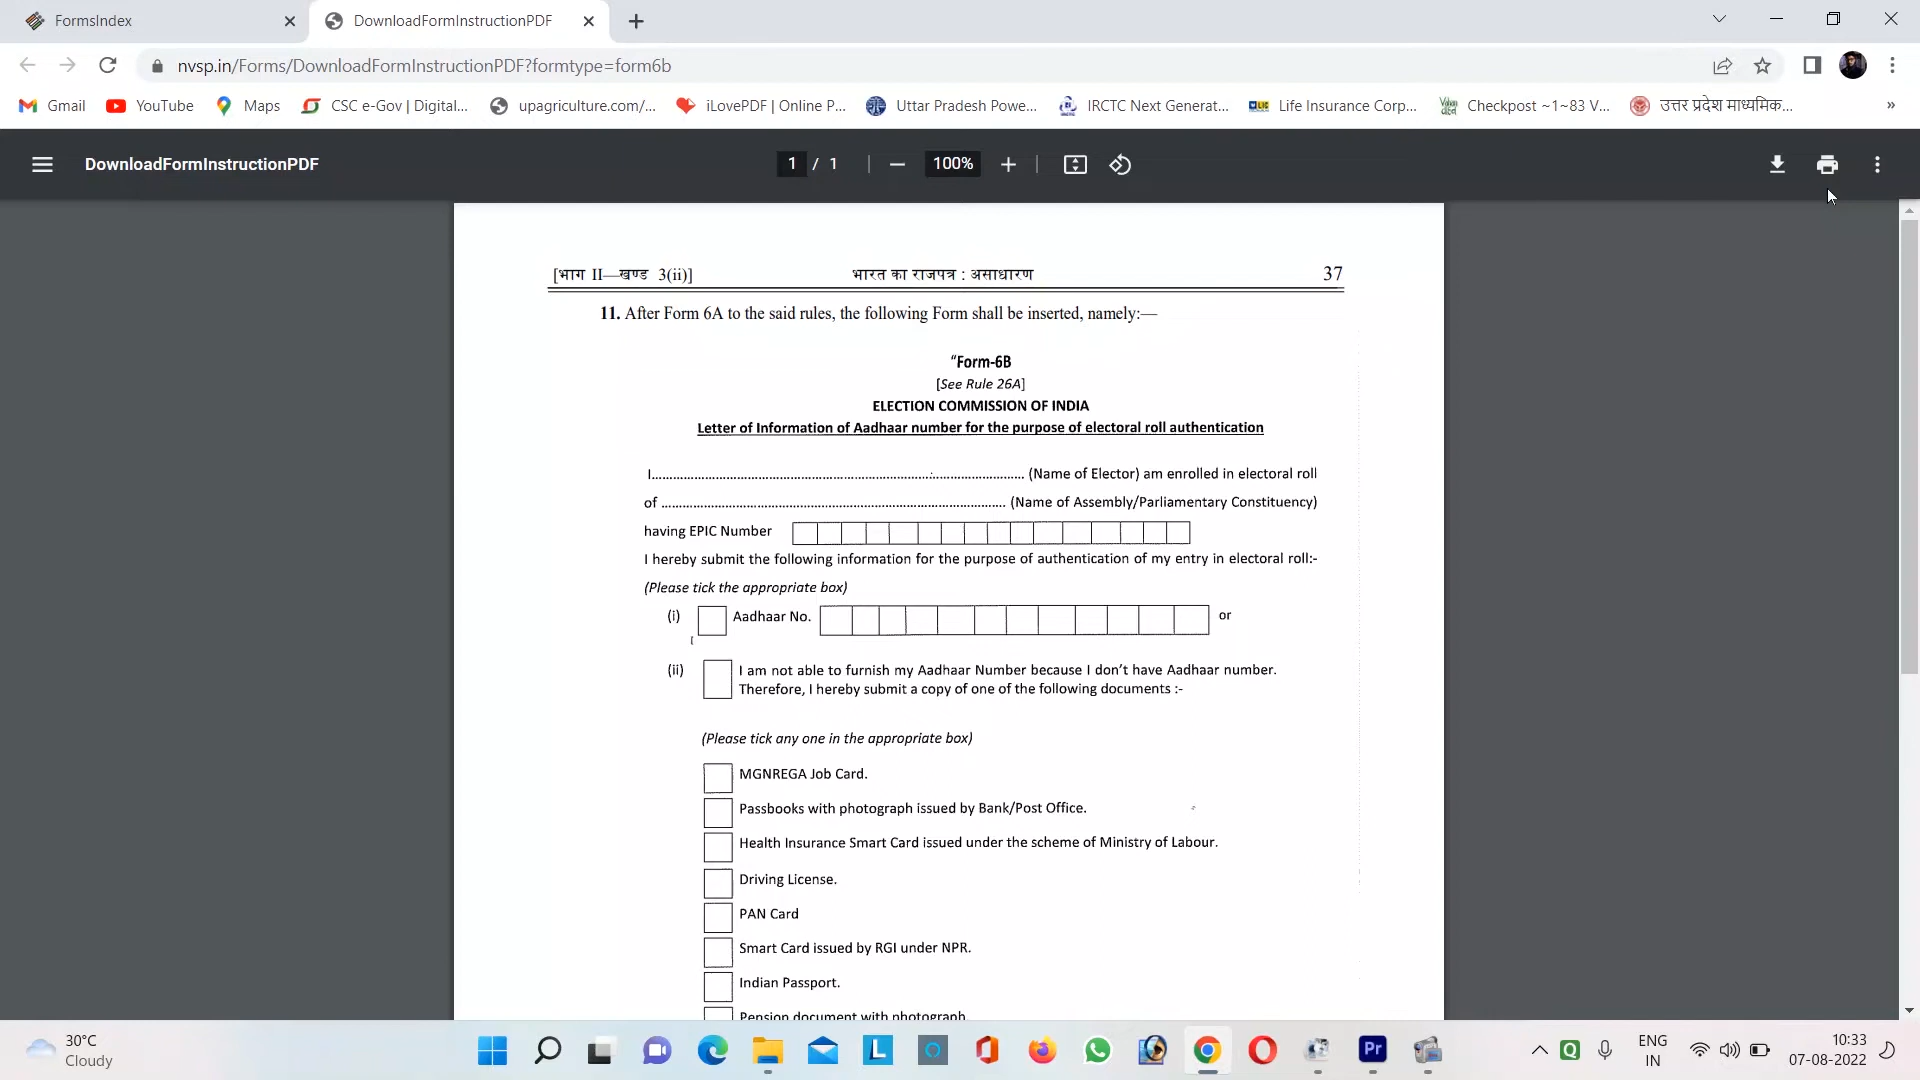 FormsIndex
DownloadFormInstructionPDF
nvsp.in/Forms/DownloadFormInstructionPDF?formtype=form6b
Gmail YouTube Maps CSC e-Gov | Digital... upagriculture.com/... iLovePDF | Online P... Uttar Pradesh Powe... IRCTC Next Generat... Life Insurance Corp... Checkpost ~1~83 V... उत्तर प्रदेश माध्यमिक... »
DownloadFormInstructionPDF 1 / 1 100%
[भाग II—खण्ड 3(ii)] भारत का राजपत्र : असाधारण 37
11. After Form 6A to the said rules, the following Form shall be inserted, namely:—
"Form-6B
[See Rule 26A]
ELECTION COMMISSION OF INDIA
Letter of Information of Aadhaar number for the purpose of electoral roll authentication
I........................................................................................................ (Name of Elector) am enrolled in electoral roll
of ............................................................................................... (Name of Assembly/Parliamentary Constituency)
having EPIC Number
I hereby submit the following information for the purpose of authentication of my entry in electoral roll:-
(Please tick the appropriate box)
(i) Aadhaar No. or
(ii) I am not able to furnish my Aadhaar Number because I don't have Aadhaar number.
Therefore, I hereby submit a copy of one of the following documents :-
(Please tick any one in the appropriate box)
MGNREGA Job Card.
Passbooks with photograph issued by Bank/Post Office.
Health Insurance Smart Card issued under the scheme of Ministry of Labour.
Driving License.
PAN Card
Smart Card issued by RGI under NPR.
Indian Passport.
Pension document with photograph
30°C
Cloudy
L
Pr
Q
ENG
IN
10:33
07-08-2022